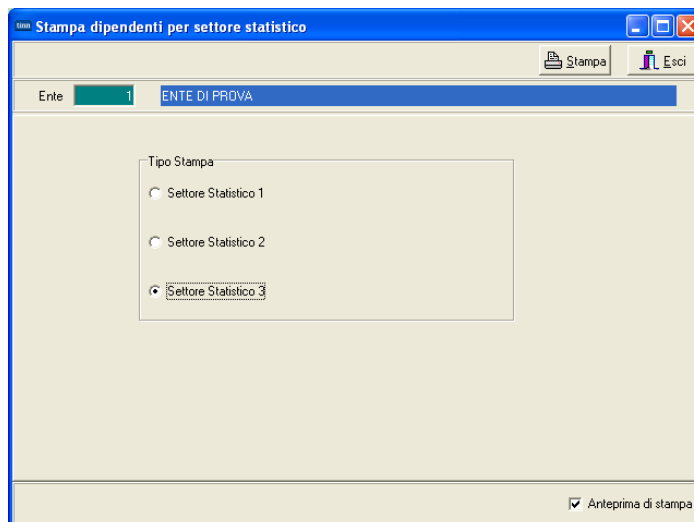 tinn Stampa dipendenti per settore statistico
Stampa Esci
Ente 1 ENTE DI PROVA
Tipo Stampa
Settore Statistico 1
Settore Statistico 2
Settore Statistico 3
Anteprima di stampa